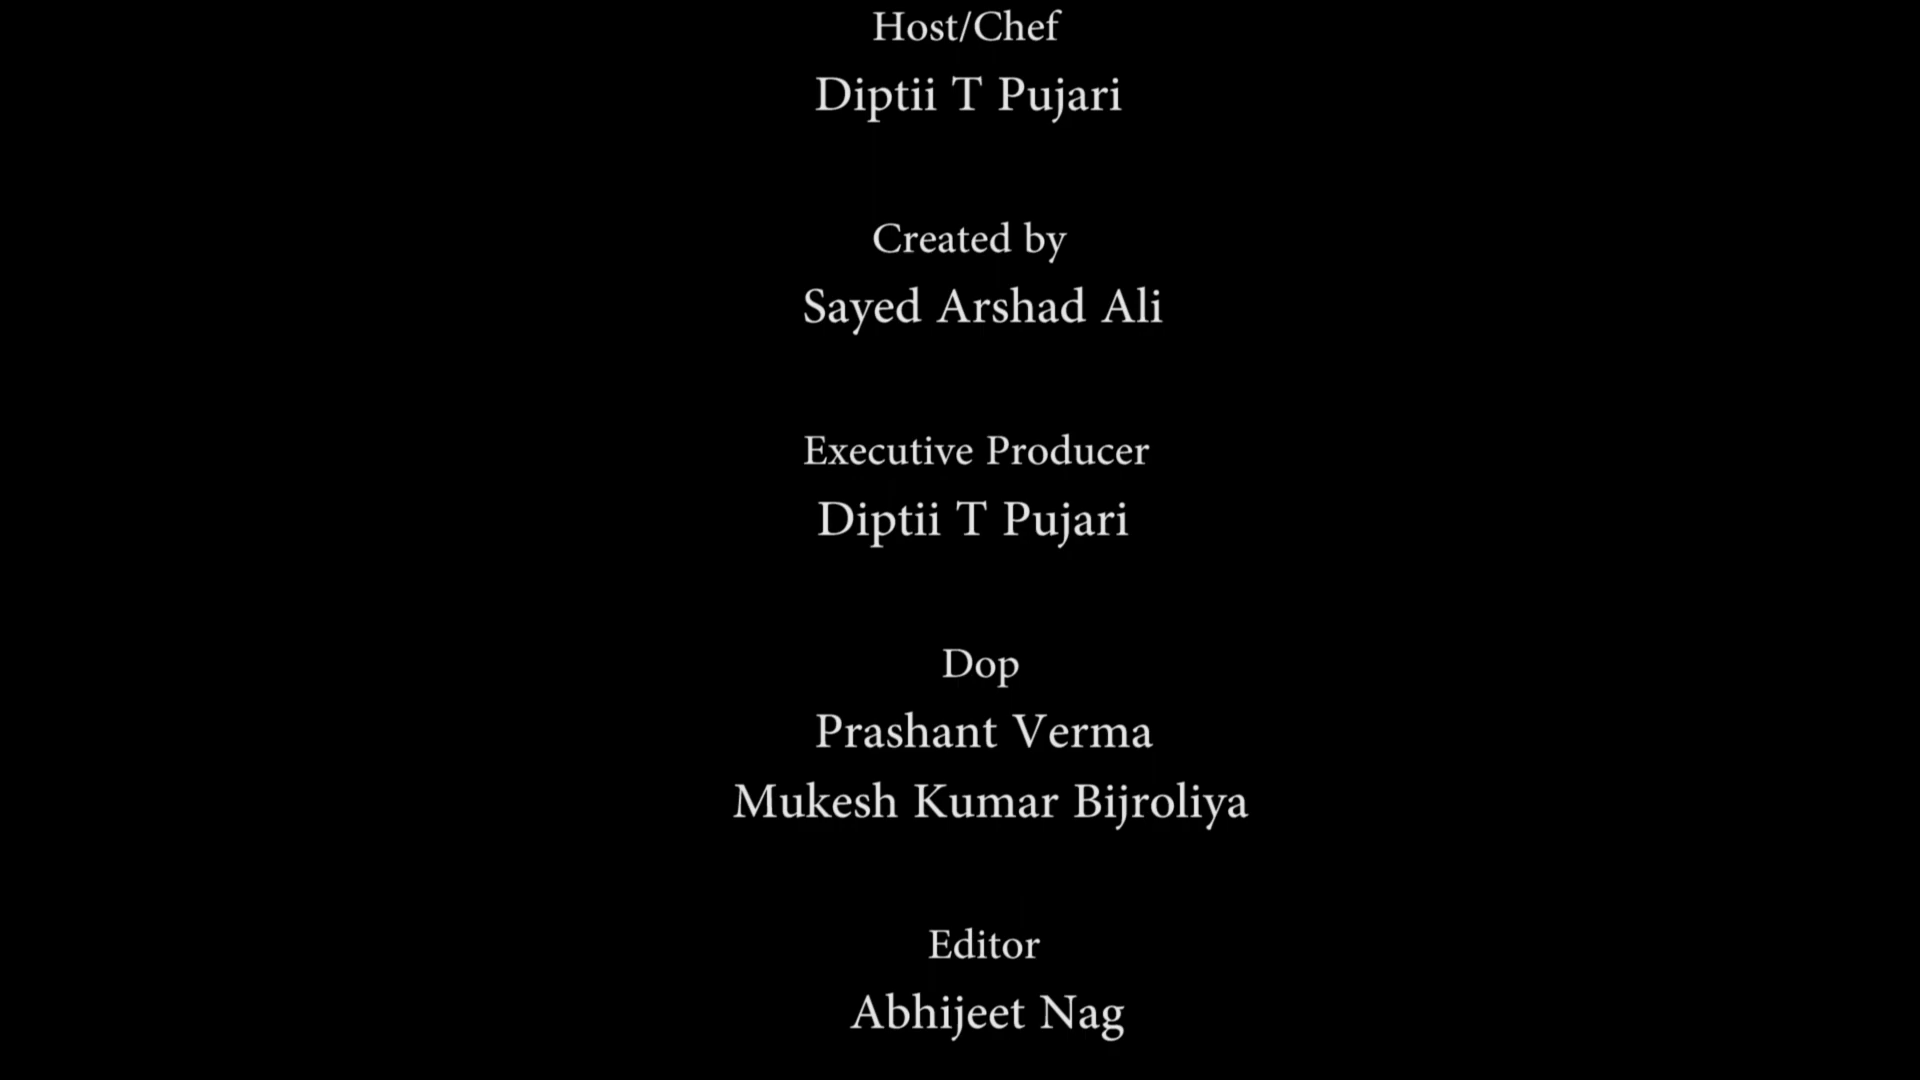 Host/Chef
Diptii T Pujari
Created by
Sayed Arshad Ali
Executive Producer
Diptii T Pujari
Dop
Prashant Verma
Mukesh Kumar Bijroliya
Editor
Abhijeet Nag